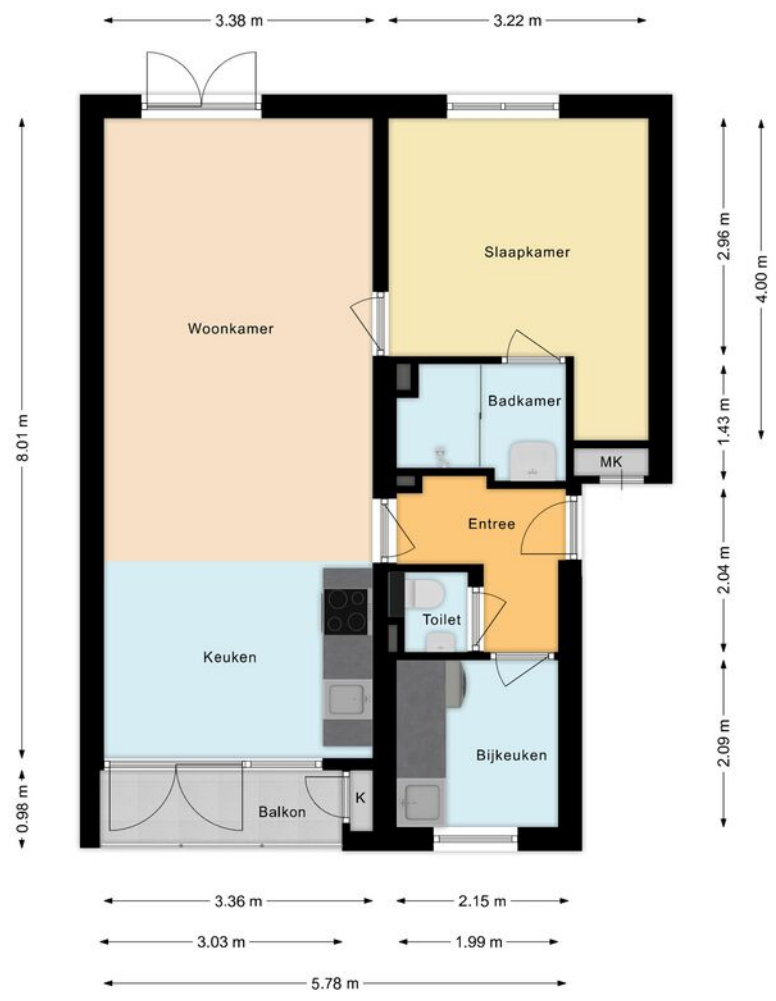 3.38 m
3.22 m
2.96 m
4.00 m
Slaapkamer
Woonkamer
Badkamer
1.43 m
8.01 m
MK
Entree
2.04 m
Toilet
Keuken
2.09 m
Bijkeuken
K
Balkon
0.98 m
3.36 m
2.15 m
3.03 m
1.99 m
5.78 m